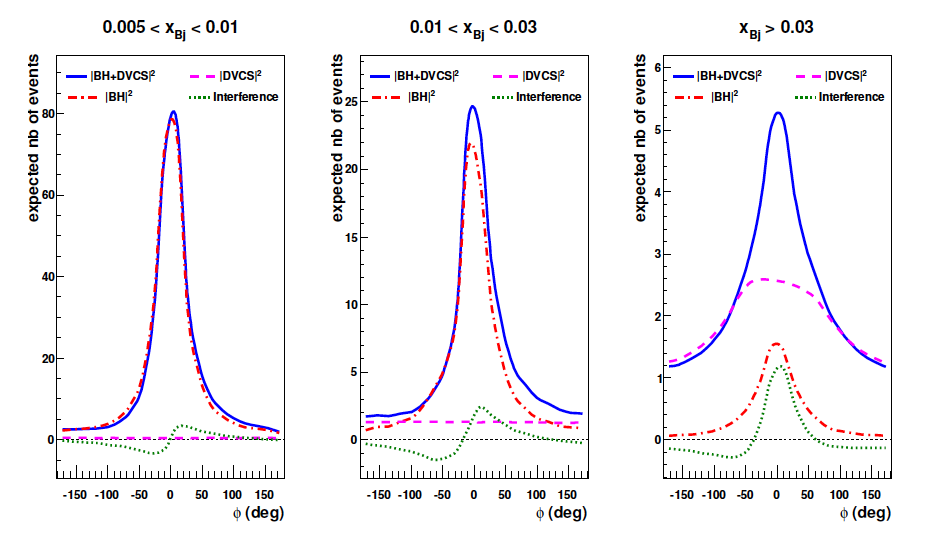 0.005 < xBj < 0.01
expected nb of events
|BH+DVCS|² |DVCS|²
|BH|² Interference
80
60
40
20
0
-150 -100 -50 0 50 100 150
ϕ (deg)
0.01 < xBj < 0.03
expected nb of events
|BH+DVCS|² |DVCS|²
|BH|² Interference
25
20
15
10
5
0
-150 -100 -50 0 50 100 150
ϕ (deg)
xBj > 0.03
expected nb of events
|BH+DVCS|² |DVCS|²
|BH|² Interference
6
5
4
3
2
1
0
-150 -100 -50 0 50 100 150
ϕ (deg)